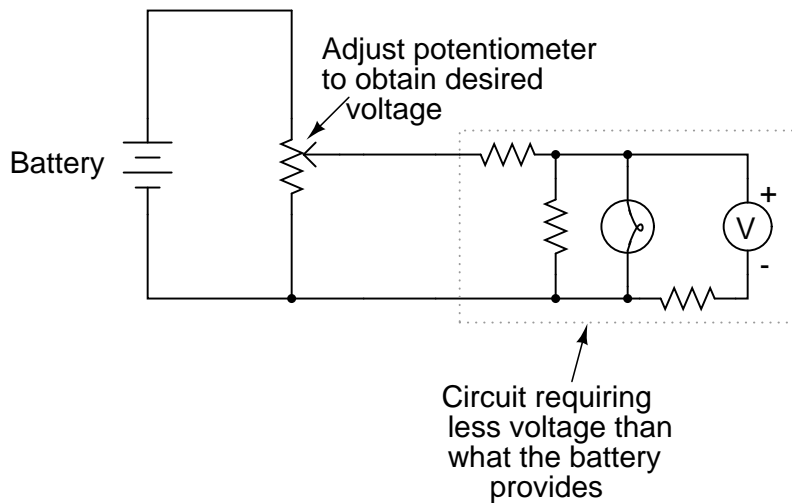 Adjust potentiometer
to obtain desired
voltage
Battery
+
V
-
Circuit requiring
less voltage than
what the battery
provides